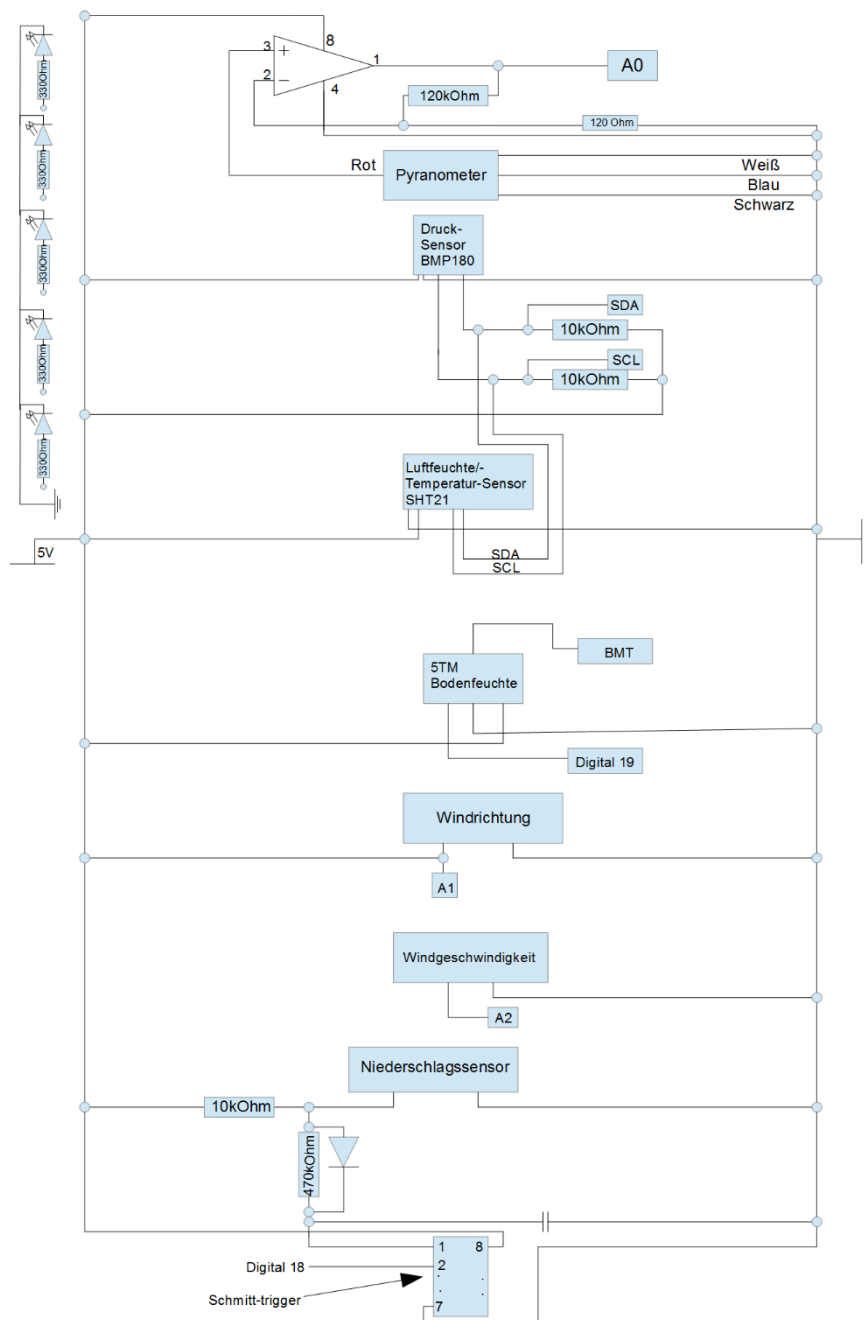 8
3
1
A0
2
4
120kOhm
120 Ohm
330Ohm
330Ohm
330Ohm
330Ohm
330Ohm
Rot
Pyranometer
Weiß
Blau
Schwarz
Druck-
Sensor
BMP180
SDA
10kOhm
SCL
10kOhm
Luftfeuchte/-
Temperatur-Sensor
SHT21
5V
SDA
SCL
5TM
Bodenfeuchte
BMT
Digital 19
Windrichtung
A1
Windgeschwindigkeit
A2
Niederschlagssensor
10kOhm
470kOhm
1 8
Digital 18
2
Schmitt-trigger
7